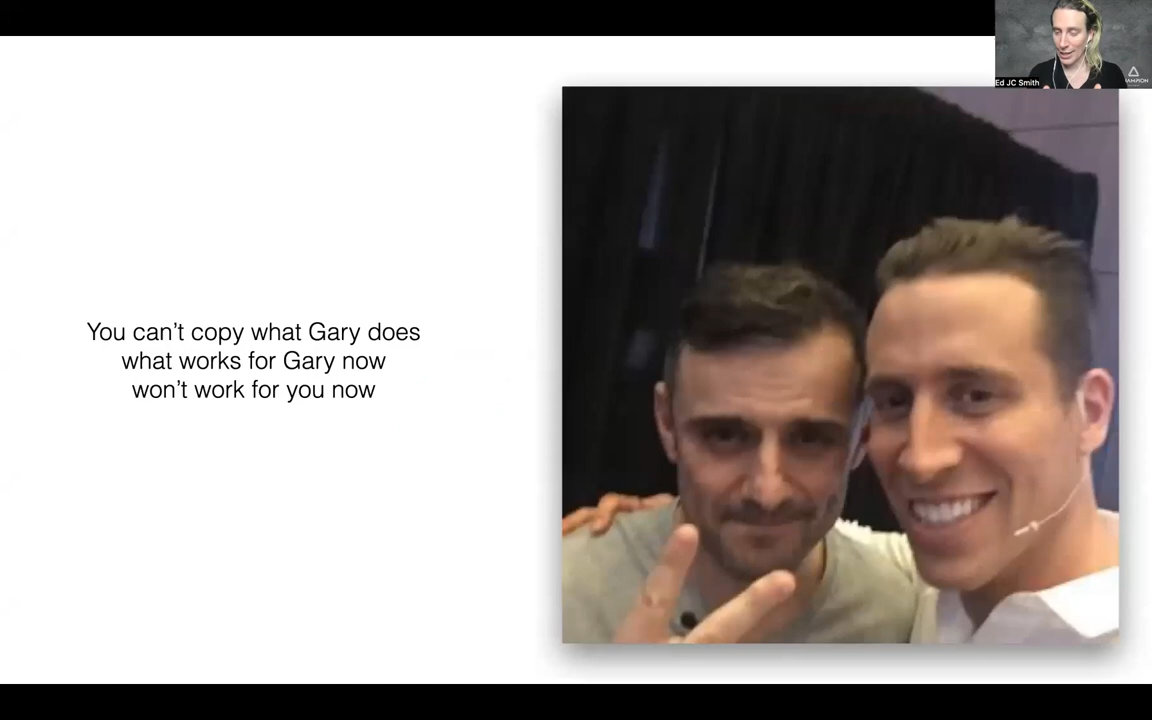 Ed JC Smith
You can't copy what Gary does
what works for Gary now
won't work for you now